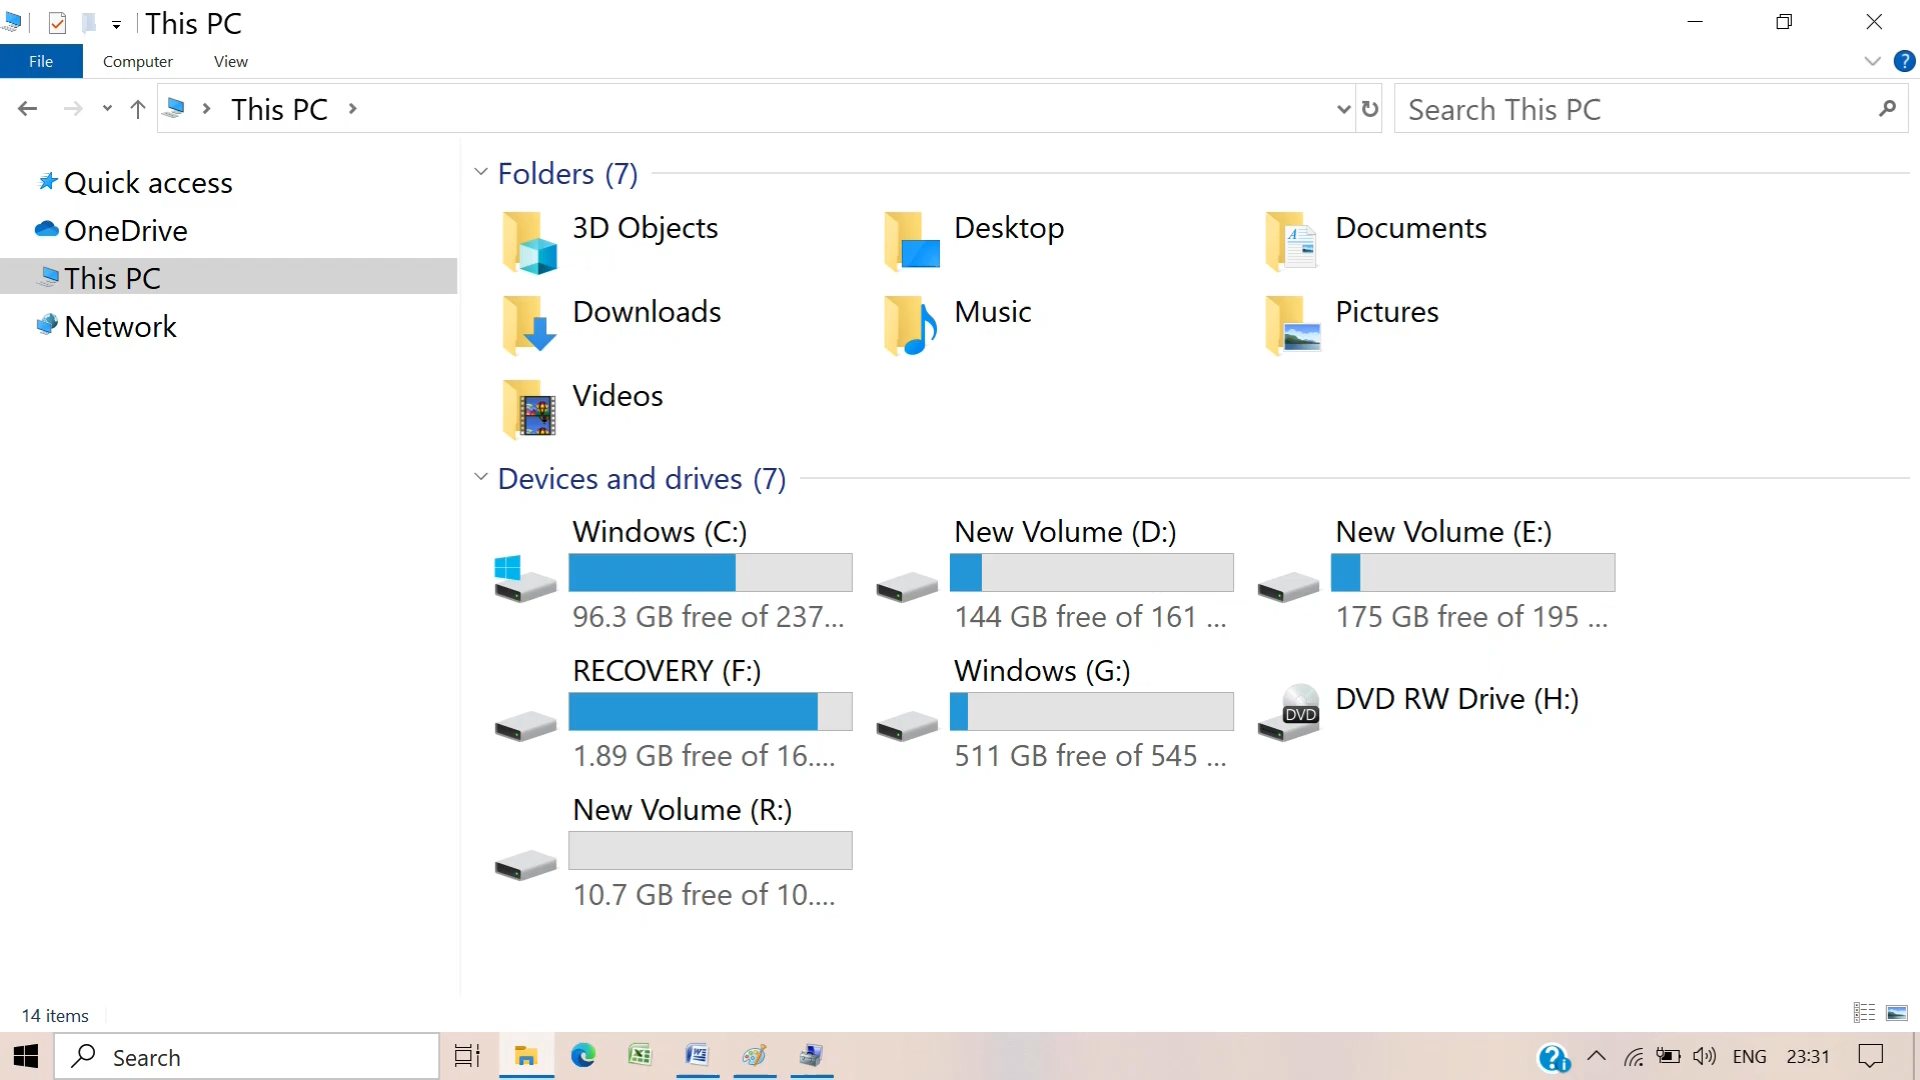 This PC
File Computer View ?
This PC
Search This PC
Quick access
OneDrive
This PC
Network
Folders (7)
3D Objects Desktop Documents
Downloads Music Pictures
Videos
Devices and drives (7)
Windows (C:) New Volume (D:) New Volume (E:)
96.3 GB free of 237... 144 GB free of 161 ... 175 GB free of 195 ...
RECOVERY (F:) Windows (G:)
DVD RW Drive (H:)
DVD
1.89 GB free of 16.... 511 GB free of 545 ...
New Volume (R:)
10.7 GB free of 10....
14 items
Search ENG 23:31